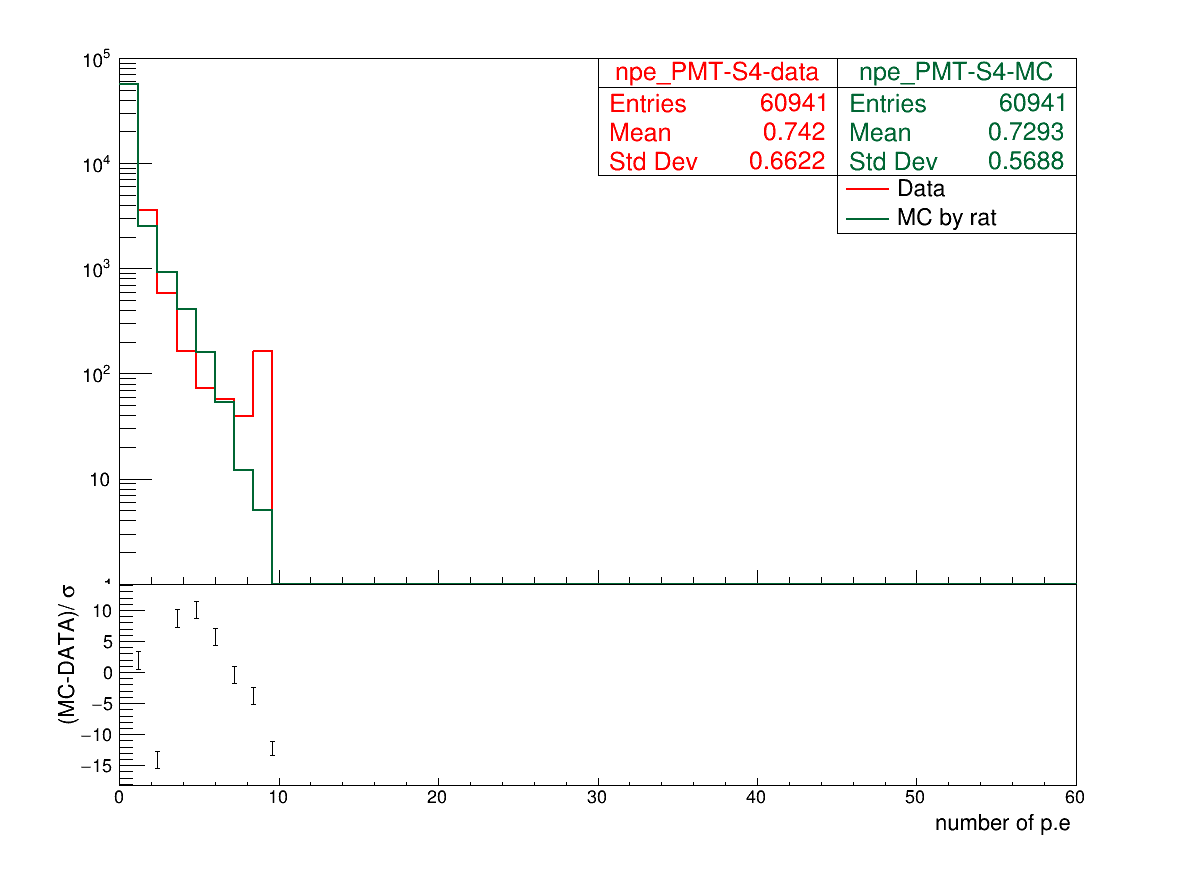 npe_PMT-S4-data
Entries 60941
Mean 0.742
Std Dev 0.6622
npe_PMT-S4-MC
Entries 60941
Mean 0.7293
Std Dev 0.5688
Data
MC by rat
10^5
10^4
10^3
10^2
10
(MC-DATA)/ σ
10
5
0
−5
−10
−15
0 10 20 30 40 50 60
number of p.e